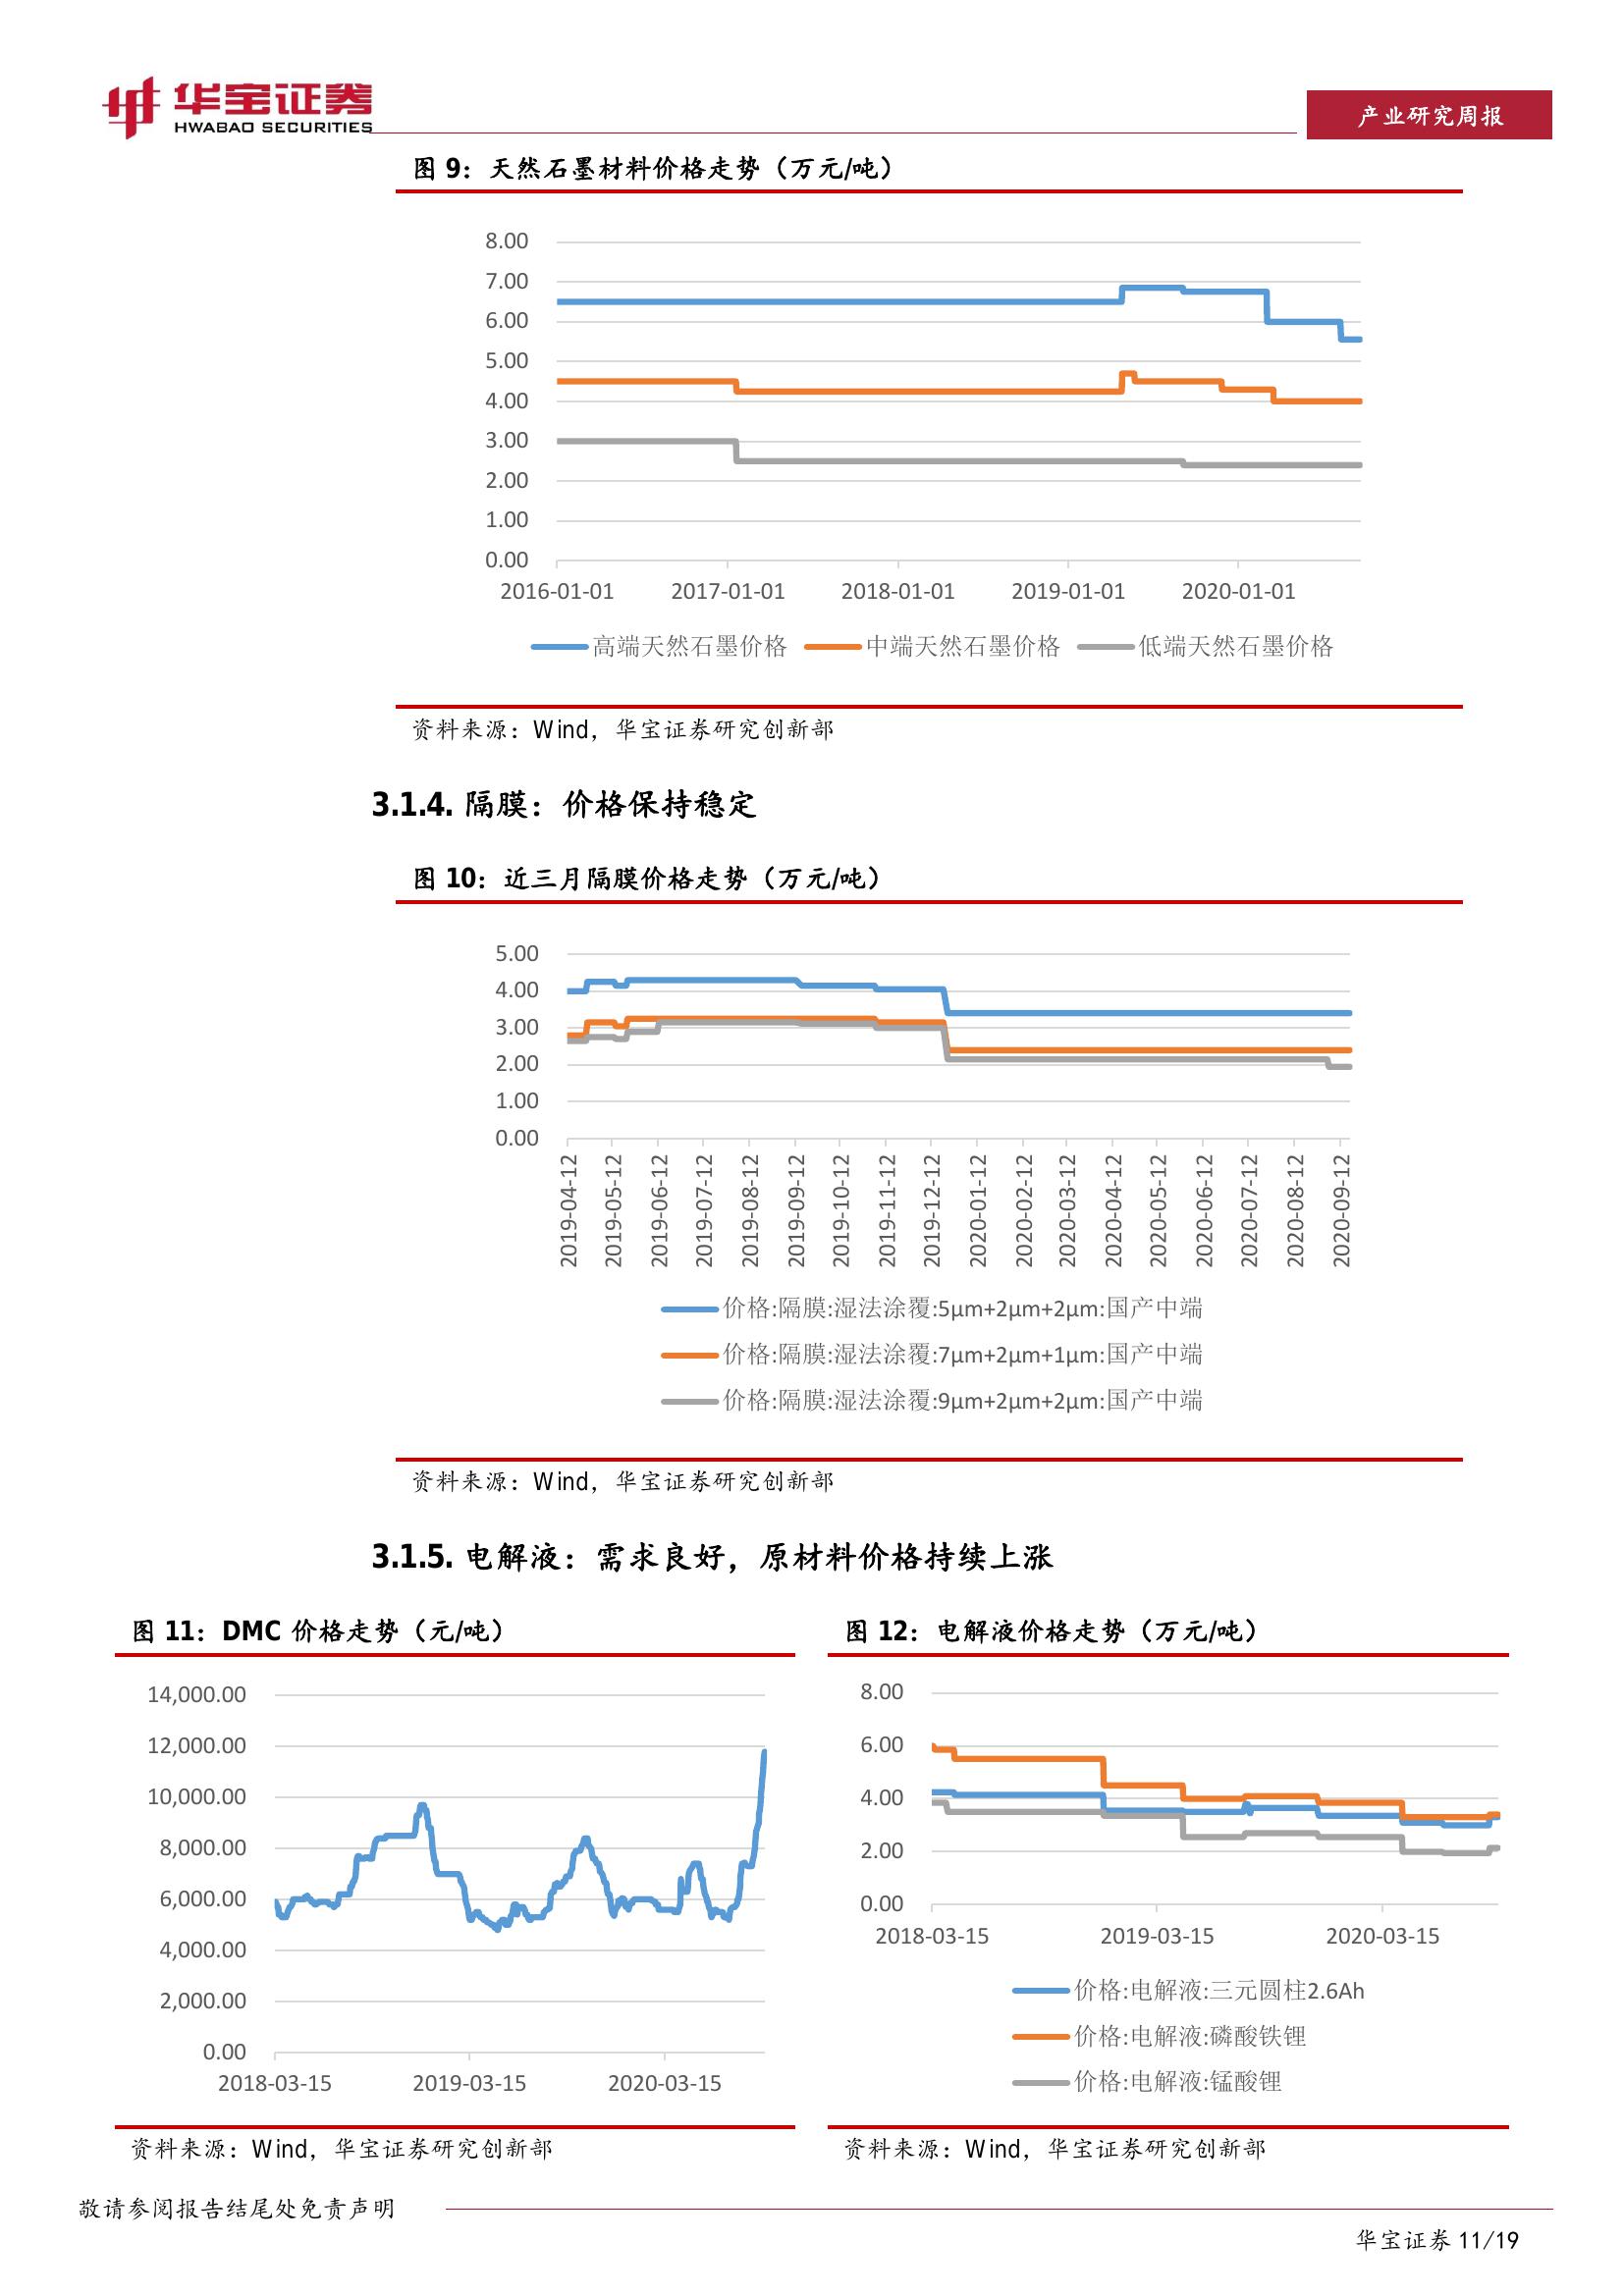 华宝证券
HWABAO SECURITIES
产业研究周报
图 9：天然石墨材料价格走势（万元/吨）
8.00
7.00
6.00
5.00
4.00
3.00
2.00
1.00
0.00
2016-01-01 2017-01-01 2018-01-01 2019-01-01 2020-01-01
高端天然石墨价格 中端天然石墨价格 低端天然石墨价格
资料来源：Wind，华宝证券研究创新部
3.1.4. 隔膜：价格保持稳定
图 10：近三月隔膜价格走势（万元/吨）
5.00
4.00
3.00
2.00
1.00
0.00
2019-04-12 2019-05-12 2019-06-12 2019-07-12 2019-08-12 2019-09-12 2019-10-12 2019-11-12 2019-12-12 2020-01-12 2020-02-12 2020-03-12 2020-04-12 2020-05-12 2020-06-12 2020-07-12 2020-08-12 2020-09-12
价格:隔膜:湿法涂覆:5μm+2μm+2μm:国产中端
价格:隔膜:湿法涂覆:7μm+2μm+1μm:国产中端
价格:隔膜:湿法涂覆:9μm+2μm+2μm:国产中端
资料来源：Wind，华宝证券研究创新部
3.1.5. 电解液：需求良好，原材料价格持续上涨
图 11：DMC 价格走势（元/吨）
14,000.00
12,000.00
10,000.00
8,000.00
6,000.00
4,000.00
2,000.00
0.00
2018-03-15 2019-03-15 2020-03-15
资料来源：Wind，华宝证券研究创新部
图 12：电解液价格走势（万元/吨）
8.00
6.00
4.00
2.00
0.00
2018-03-15 2019-03-15 2020-03-15
价格:电解液:三元圆柱2.6Ah
价格:电解液:磷酸铁锂
价格:电解液:锰酸锂
资料来源：Wind，华宝证券研究创新部
敬请参阅报告结尾处免责声明
华宝证券 11/19